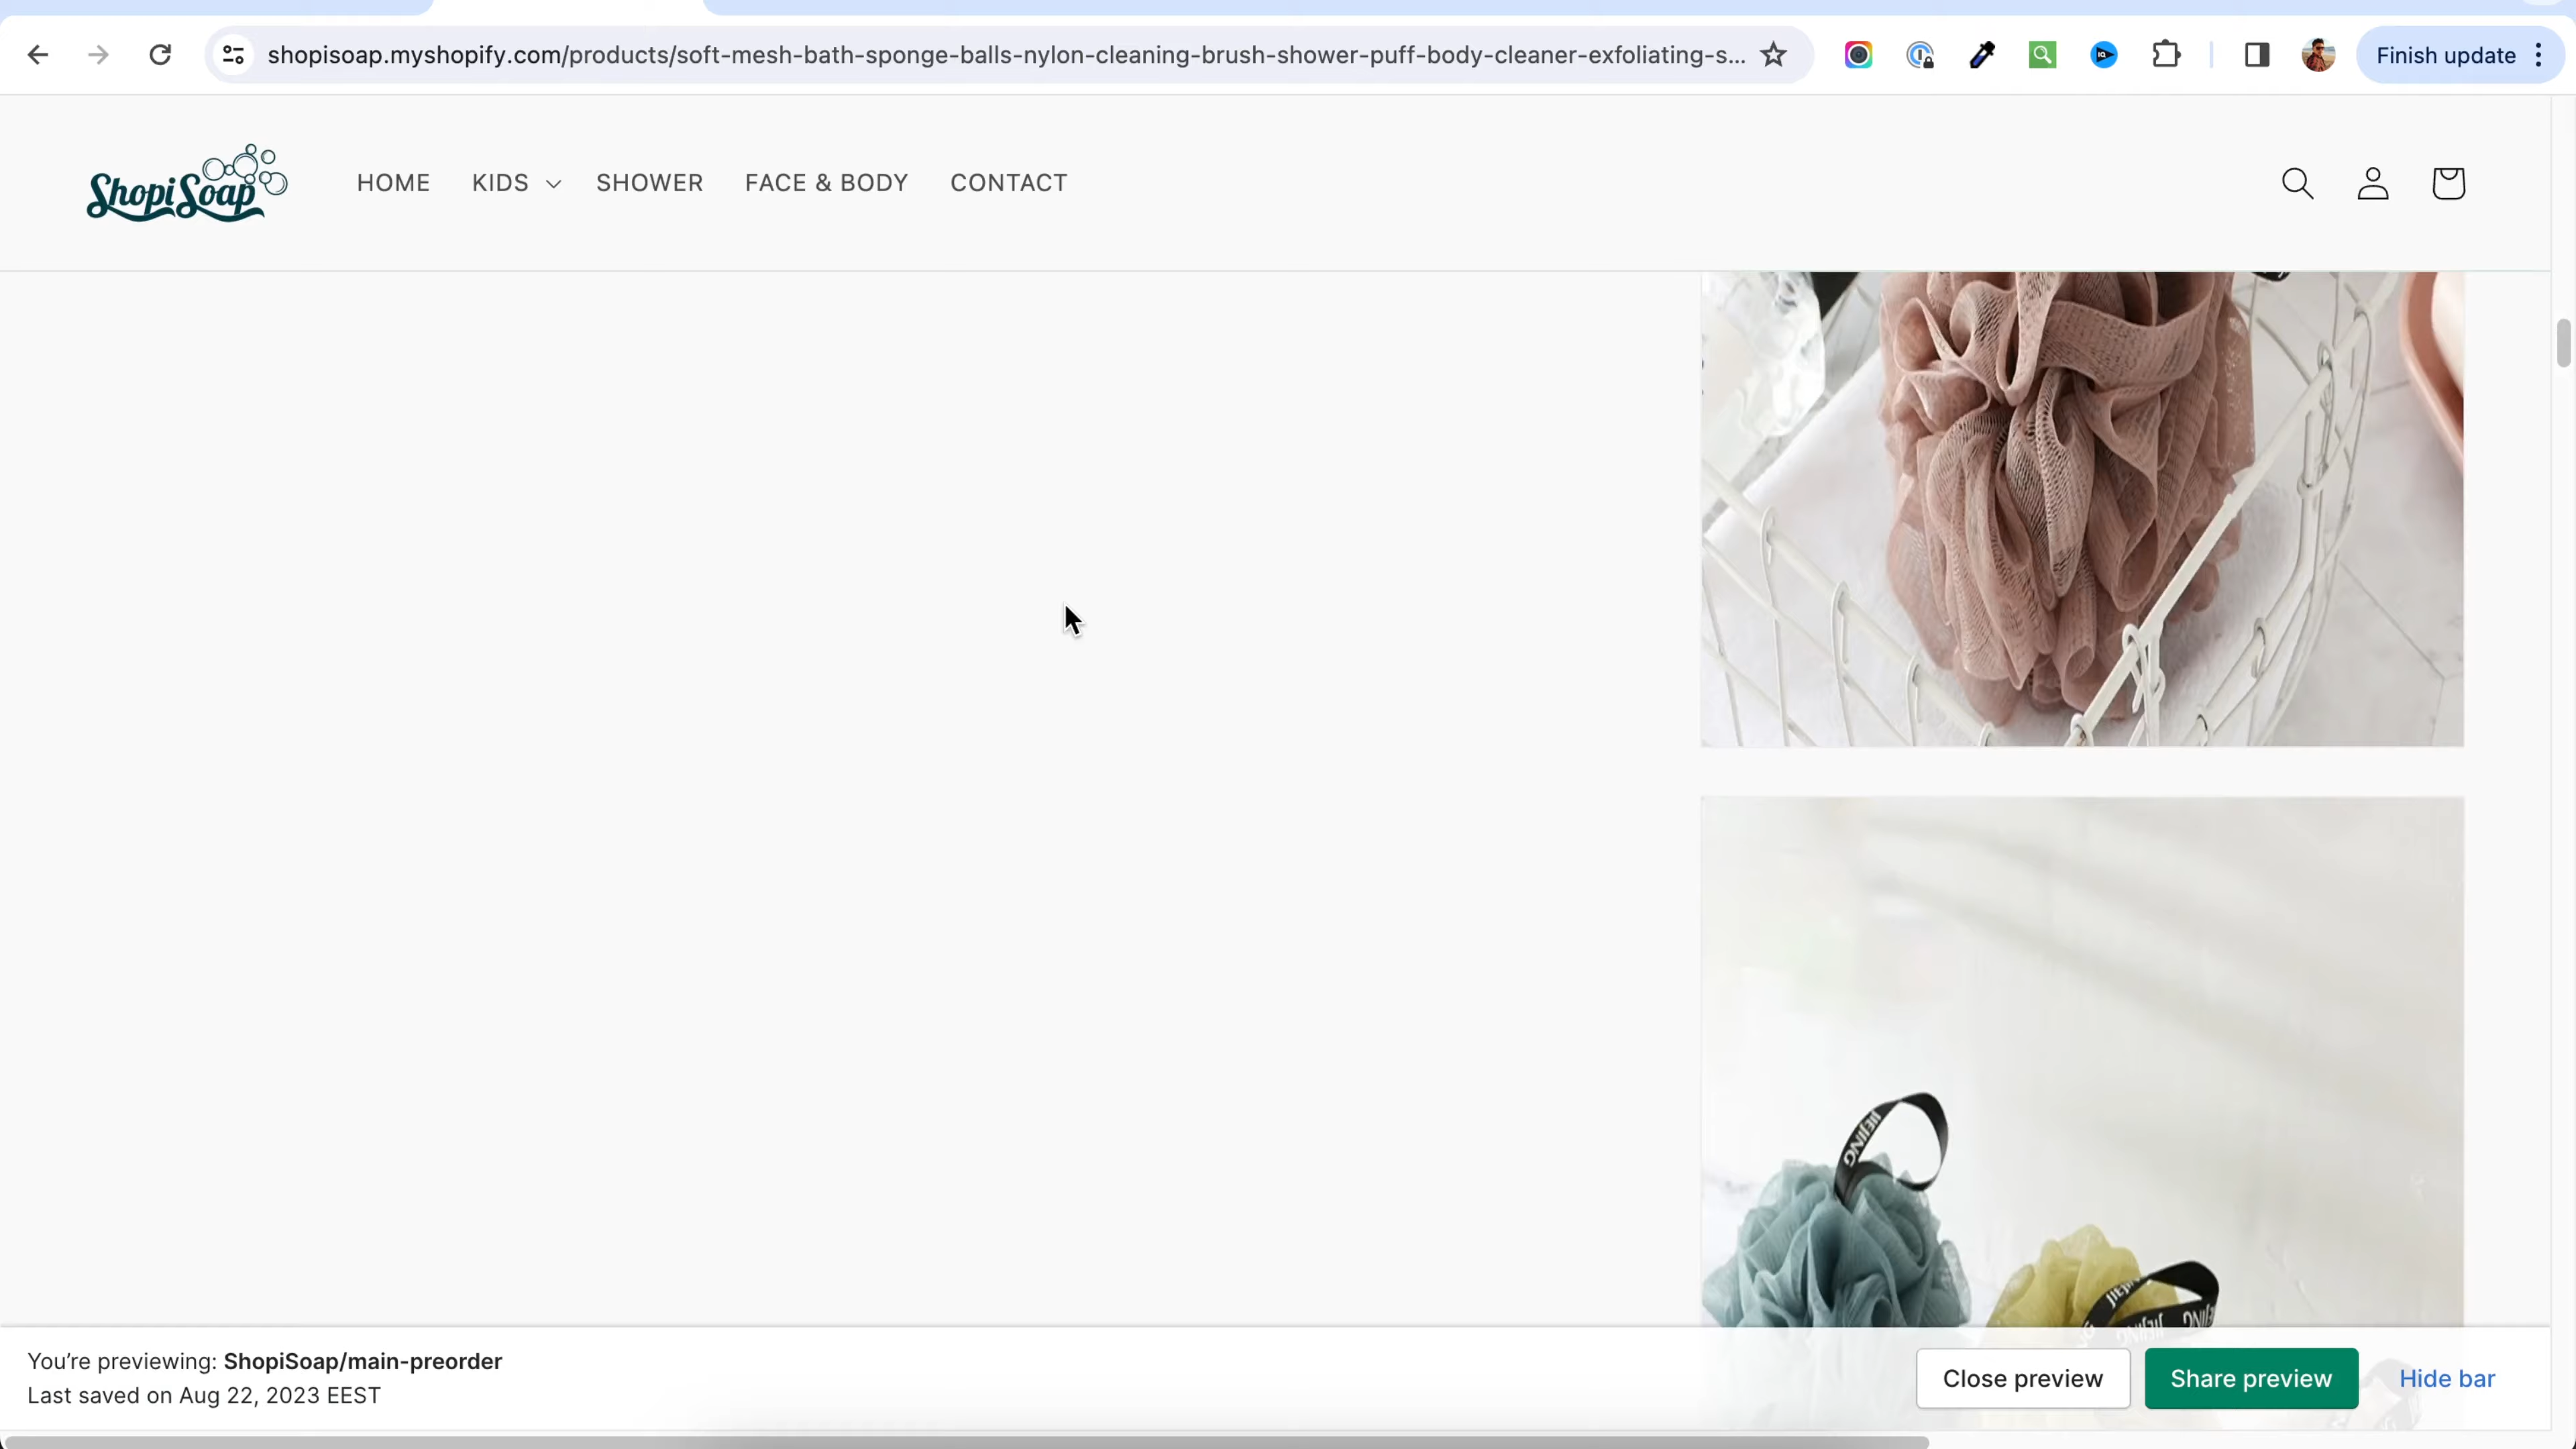 shopisoap.myshopify.com/products/soft-mesh-bath-sponge-balls-nylon-cleaning-brush-shower-puff-body-cleaner-exfoliating-s...
Finish update
ShopiSoap
HOME
KIDS
SHOWER
FACE & BODY
CONTACT
JIEJING
JIEJING
You’re previewing: ShopiSoap/main-preorder
Last saved on Aug 22, 2023 EEST
Close preview
Share preview
Hide bar